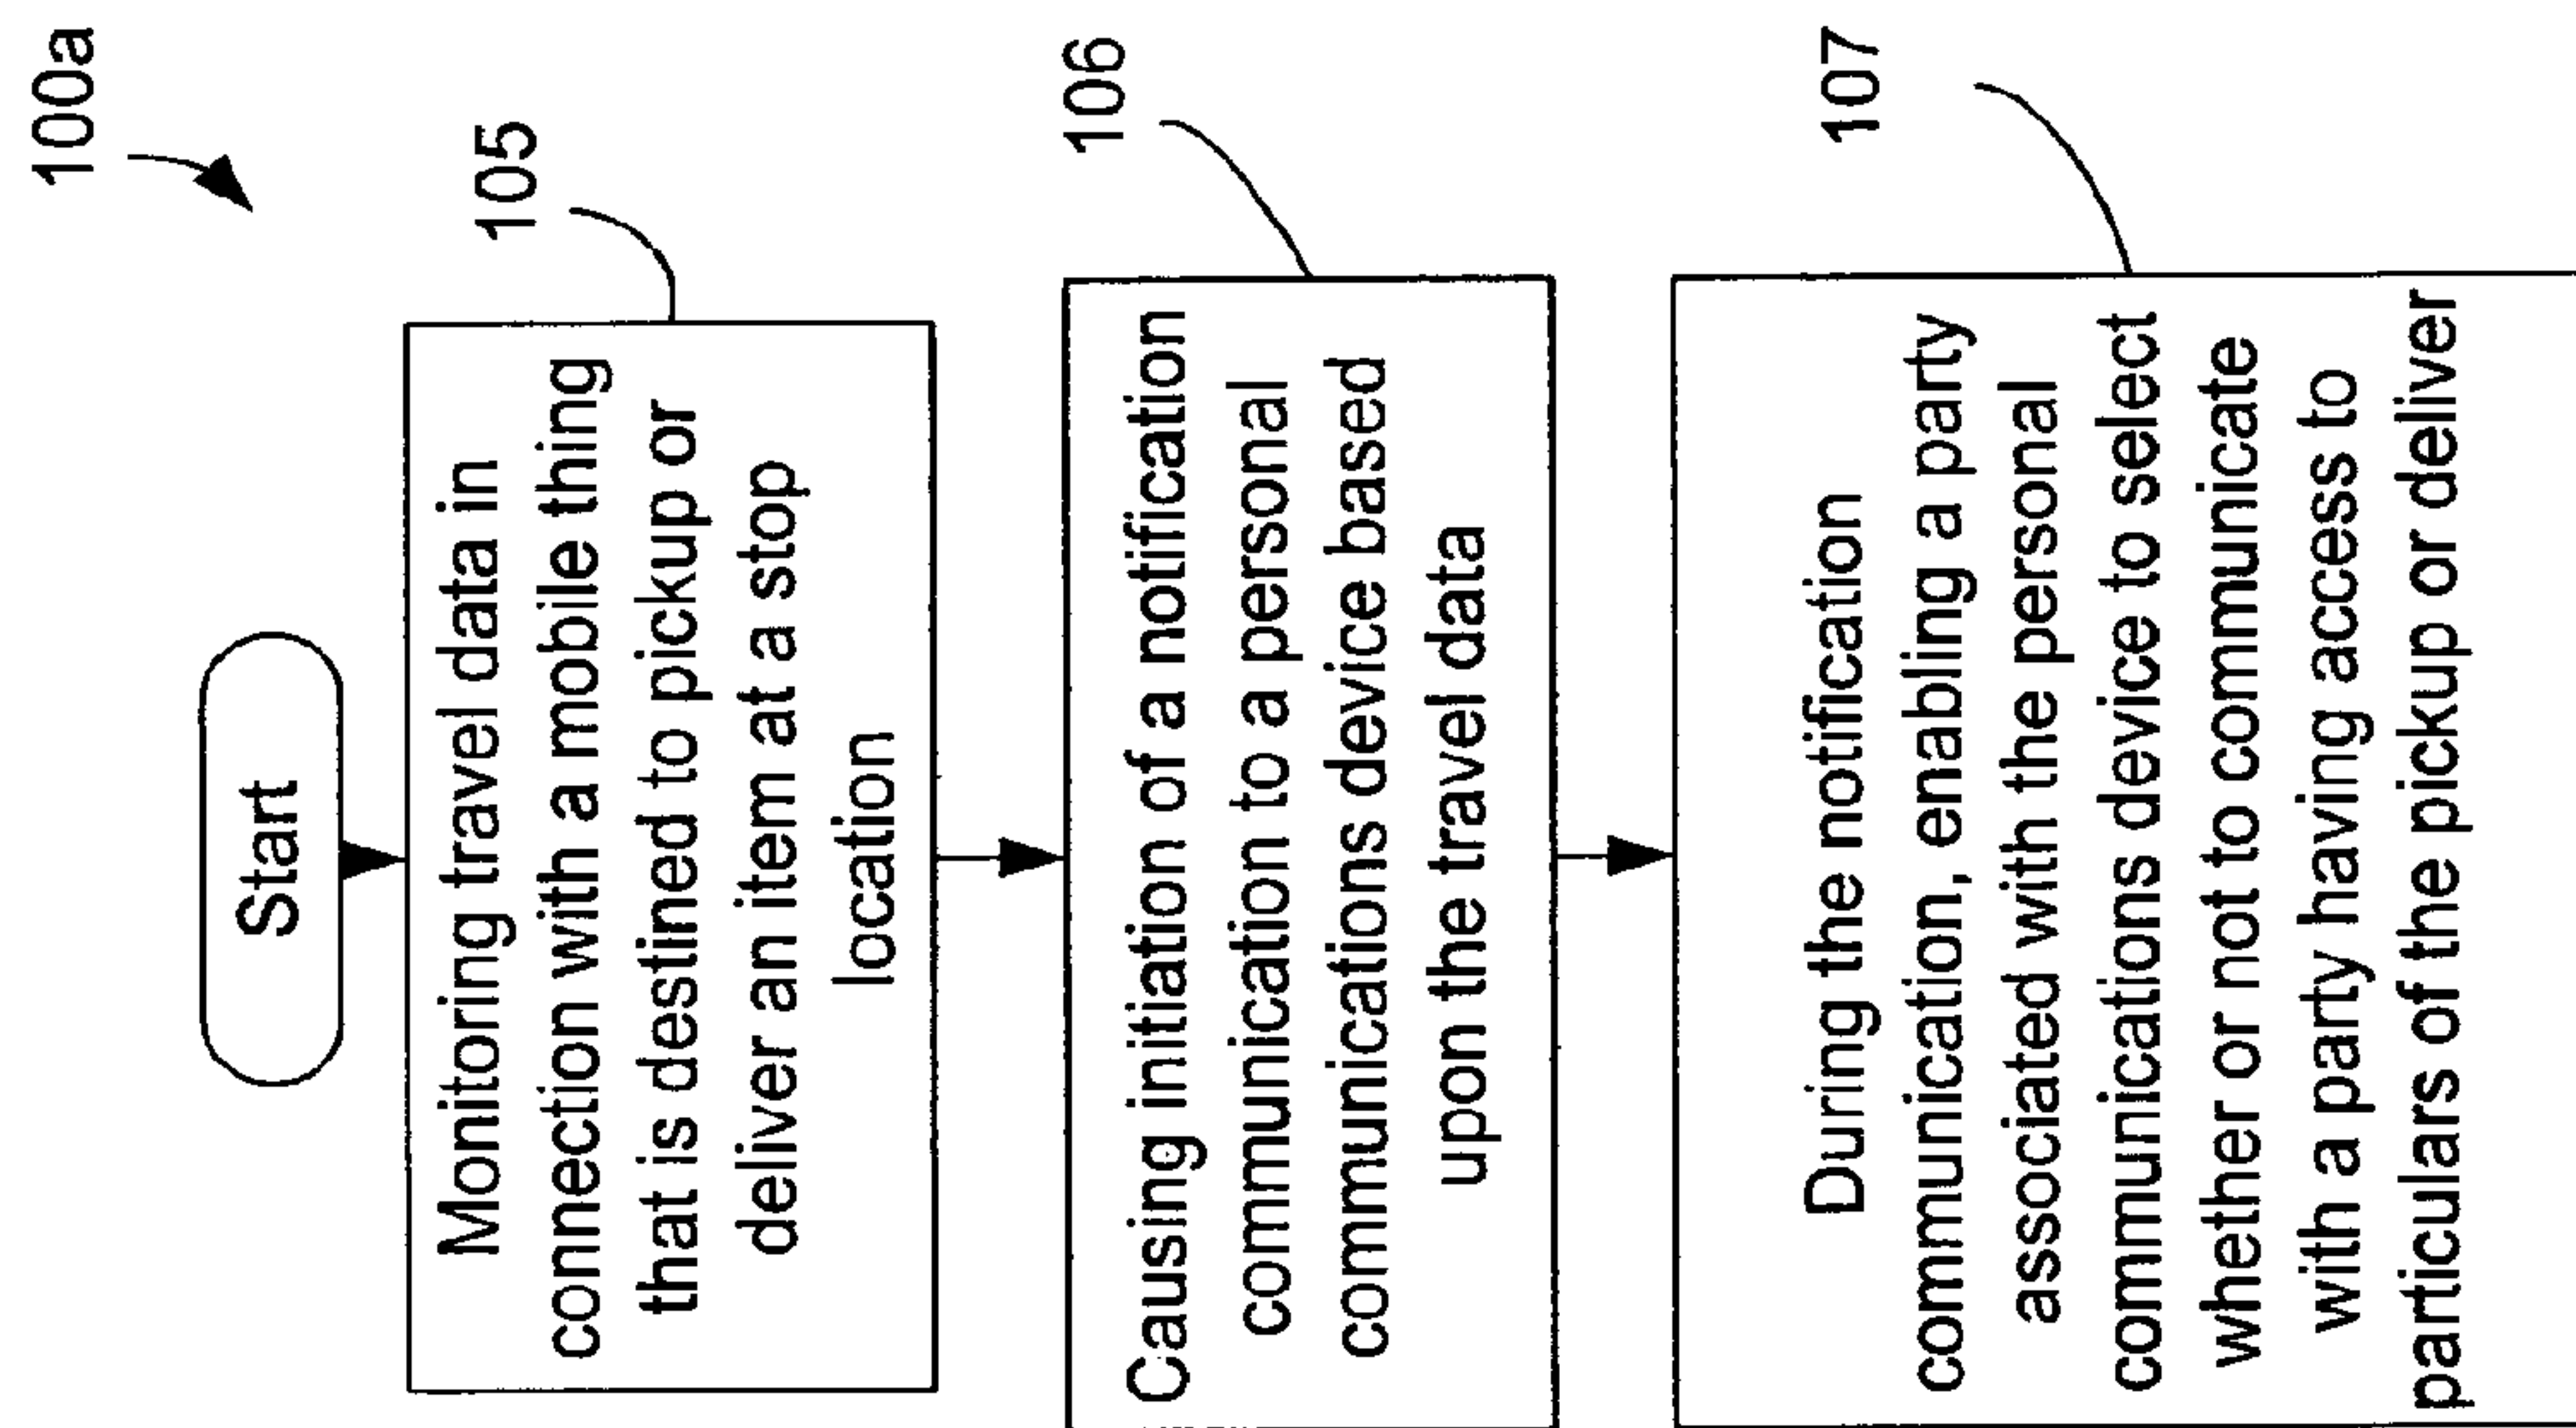 100a
Start
105
Monitoring travel data in
connection with a mobile thing
that is destined to pickup or
deliver an item at a stop
location
106
Causing initiation of a notification
communication to a personal
communications device based
upon the travel data
107
During the notification
communication, enabling a party
associated with the personal
communications device to select
whether or not to communicate
with a party having access to
particulars of the pickup or deliver